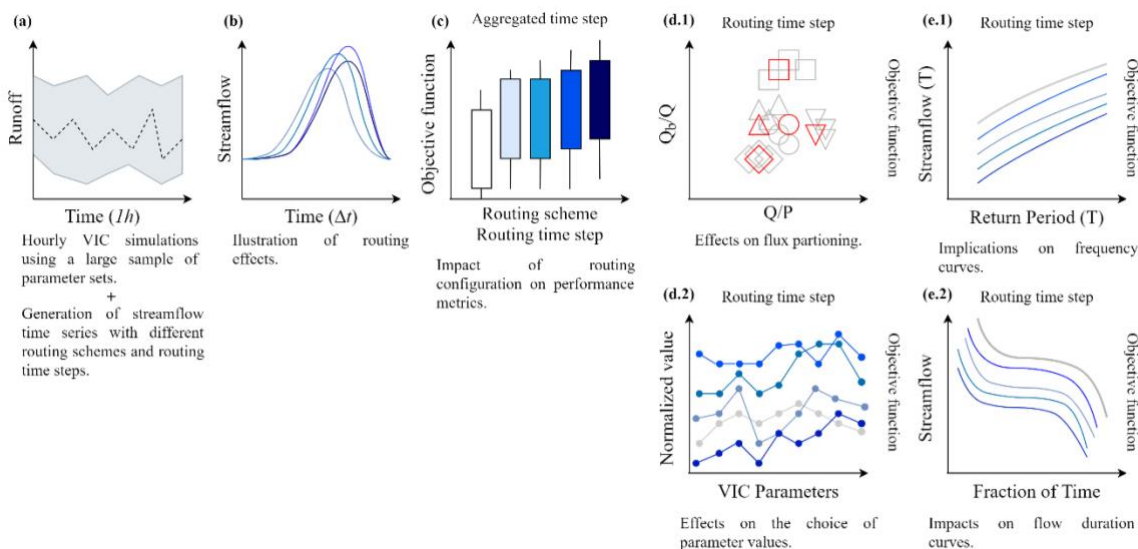 (a)
Runoff
Time (1h)
Hourly VIC simulations
using a large sample of
parameter sets.
+
Generation of streamflow
time series with different
routing schemes and routing
time steps.
(b)
Streamflow
Time (Δt)
Illustration of routing
effects.
(c)
Aggregated time step
Objective function
Routing scheme
Routing time step
Impact of routing
configuration on performance
metrics.
(d.1)
Routing time step
Qb/Q
Objective function
Q/P
Effects on flux partioning.
(d.2)
Routing time step
Normalized value
Objective function
VIC Parameters
Effects on the choice of
parameter values.
(e.1)
Routing time step
Streamflow (T)
Objective function
Return Period (T)
Implications on frequency
curves.
(e.2)
Routing time step
Streamflow
Objective function
Fraction of Time
Impacts on flow duration
curves.